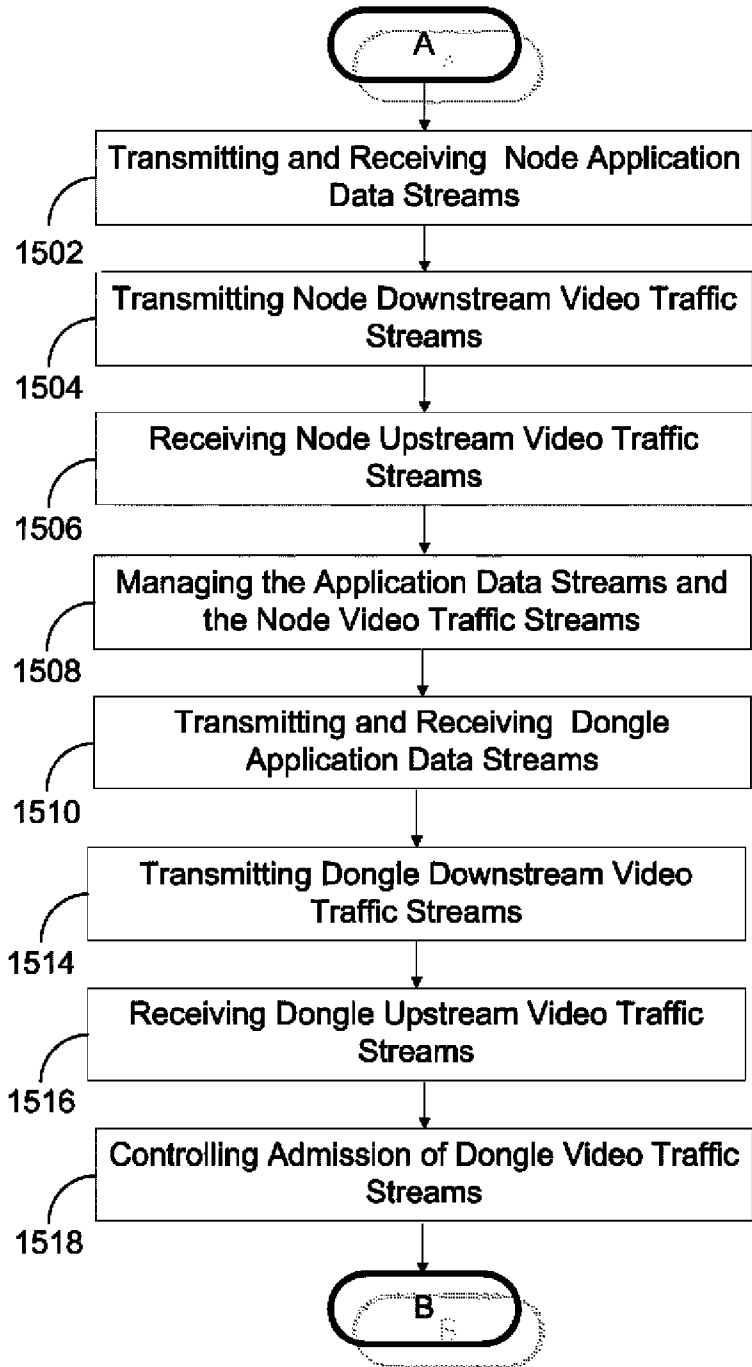 A
Transmitting and Receiving Node Application
Data Streams
1502
Transmitting Node Downstream Video Traffic
Streams
1504
Receiving Node Upstream Video Traffic
Streams
1506
Managing the Application Data Streams and
the Node Video Traffic Streams
1508
Transmitting and Receiving Dongle
Application Data Streams
1510
Transmitting Dongle Downstream Video
Traffic Streams
1514
Receiving Dongle Upstream Video Traffic
Streams
1516
Controlling Admission of Dongle Video Traffic
Streams
1518
B